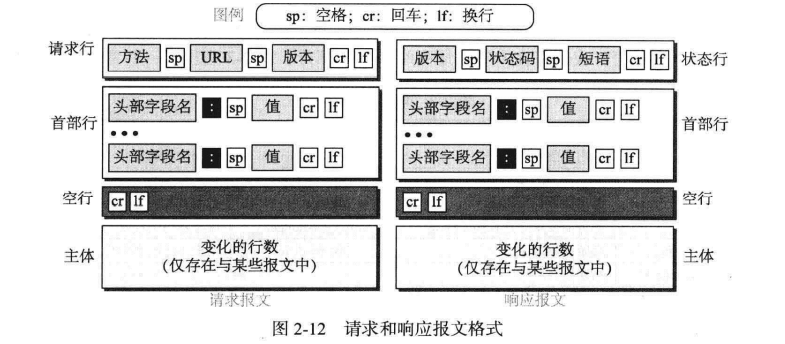 图例 sp: 空格; cr: 回车; lf: 换行
请求行 方法 sp URL sp 版本 cr lf
版本 sp 状态码 sp 短语 cr lf 状态行
首部行
头部字段名 : sp 值 cr lf
•••
头部字段名 : sp 值 cr lf
头部字段名 : sp 值 cr lf
•••
头部字段名 : sp 值 cr lf
首部行
空行 cr lf
cr lf 空行
主体
变化的行数
(仅存在与某些报文中)
变化的行数
(仅存在与某些报文中)
主体
请求报文
响应报文
图 2-12 请求和响应报文格式